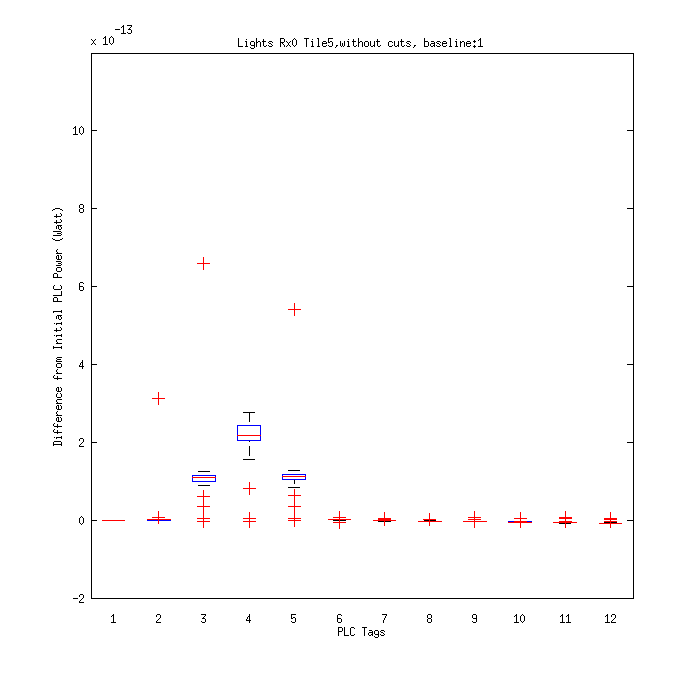 x 10-13
Lights Rx0 Tile5,without cuts, baseline:1
10
8
6
4
2
0
-2
Difference from Initial PLC Power (Watt)
1 2 3 4 5 6 7 8 9 10 11 12
PLC Tags